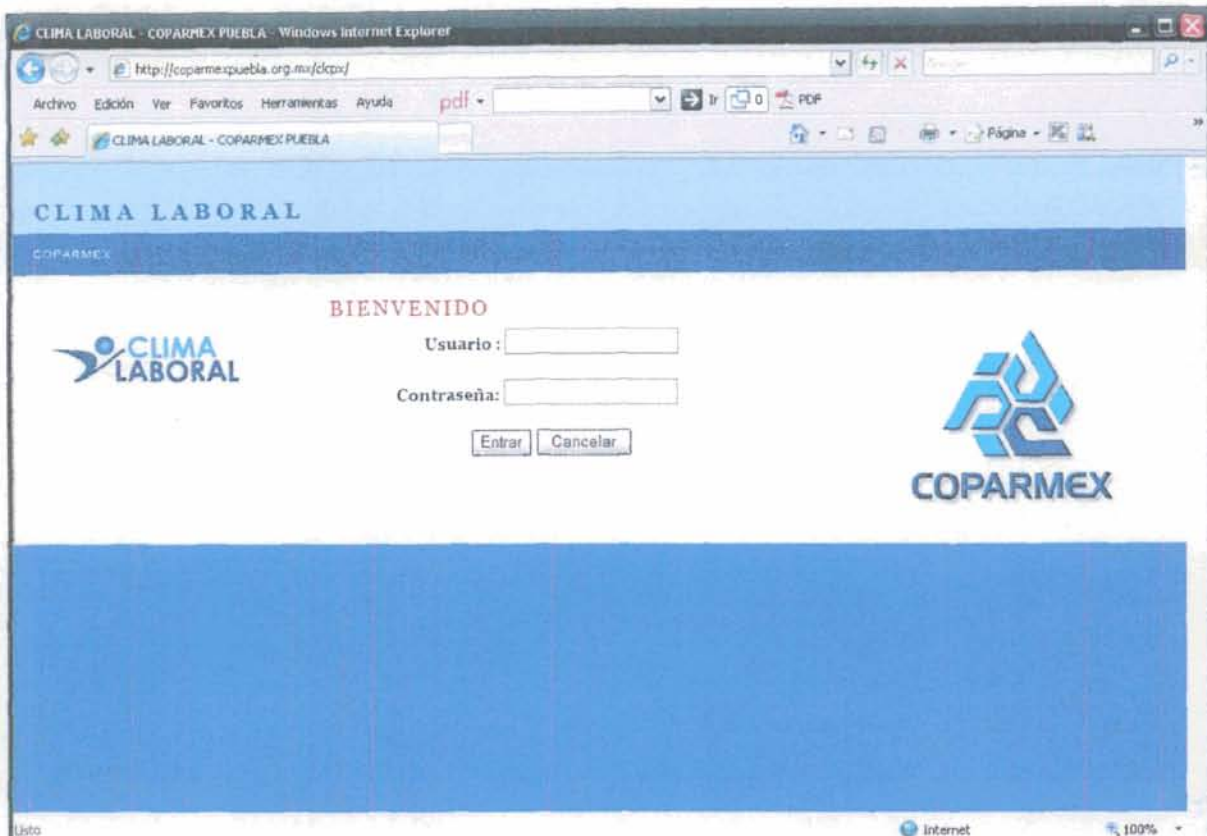 CLIMA LABORAL - COPARMEX PUEBLA - Windows Internet Explorer
http://coparmexpuebla.org.mx/clcpx/
Archivo Edición Ver Favoritos Herramientas Ayuda pdf Ir 0 PDF
CLIMA LABORAL - COPARMEX PUEBLA Página
CLIMA LABORAL
COPARMEX
BIENVENIDO
CLIMA
LABORAL
Usuario :
Contraseña:
Entrar Cancelar
COPARMEX
Listo Internet 100%